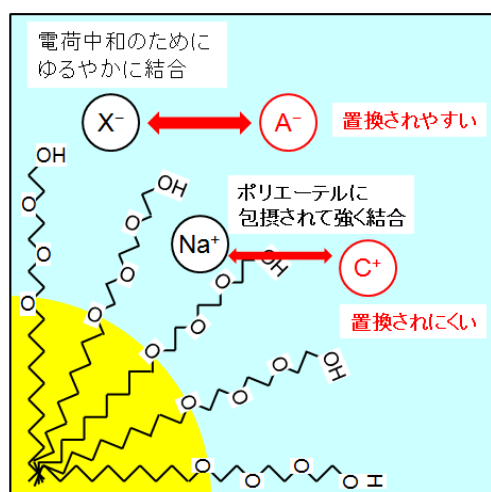 電荷中和のために
ゆるやかに結合
X⁻
A⁻
置換されやすい
OH
OH
ポリエーテルに
包摂されて強く結合
Na⁺
OH
C⁺
置換されにくい
O
O
O
O
O
O
O
O
O
O
O
O
OH
O
O
O
OH